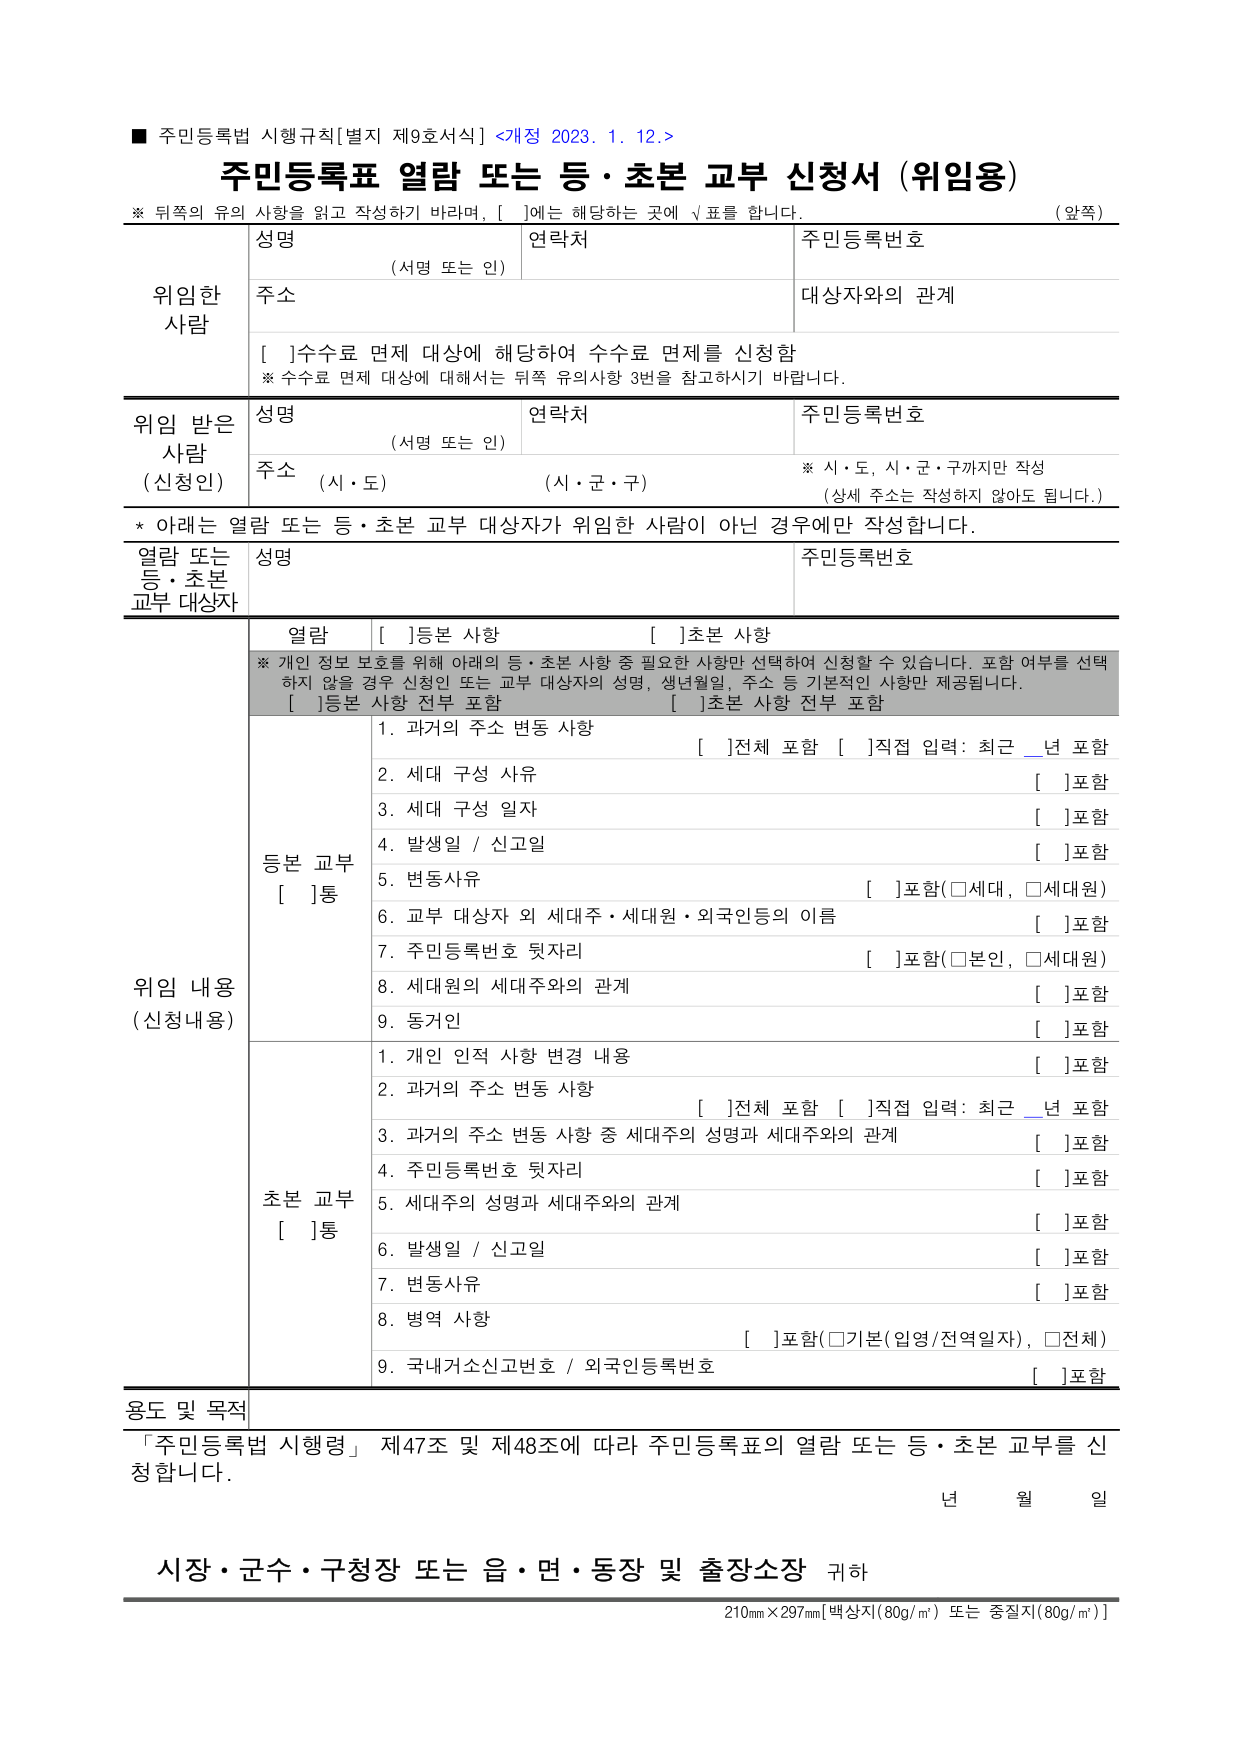 ■ 주민등록법 시행규칙[별지 제9호서식] <개정 2023. 1. 12.>
주민등록표 열람 또는 등·초본 교부 신청서 (위임용)
※ 뒤쪽의 유의 사항을 읽고 작성하기 바라며, [  ]에는 해당하는 곳에 √표를 합니다. (앞쪽)
위임한 사람
성명
(서명 또는 인)
연락처
주민등록번호
주소
대상자와의 관계
[  ]수수료 면제 대상에 해당하여 수수료 면제를 신청함
※ 수수료 면제 대상에 대해서는 뒤쪽 유의사항 3번을 참고하시기 바랍니다.
위임 받은
사람
(신청인)
성명
(서명 또는 인)
연락처
주민등록번호
주소 (시·도) (시·군·구)
※ 시·도, 시·군·구까지만 작성
(상세 주소는 작성하지 않아도 됩니다.)
* 아래는 열람 또는 등·초본 교부 대상자가 위임한 사람이 아닌 경우에만 작성합니다.
열람 또는
등·초본
교부 대상자
성명
주민등록번호
위임 내용
(신청내용)
열람 [  ]등본 사항 [  ]초본 사항
※ 개인 정보 보호를 위해 아래의 등·초본 사항 중 필요한 사항만 선택하여 신청할 수 있습니다. 포함 여부를 선택
하지 않을 경우 신청인 또는 교부 대상자의 성명, 생년월일, 주소 등 기본적인 사항만 제공됩니다.
[  ]등본 사항 전부 포함 [  ]초본 사항 전부 포함
등본 교부
[  ]통
1. 과거의 주소 변동 사항
[  ]전체 포함 [  ]직접 입력: 최근 __년 포함
2. 세대 구성 사유 [  ]포함
3. 세대 구성 일자 [  ]포함
4. 발생일 / 신고일 [  ]포함
5. 변동사유 [  ]포함(□세대, □세대원)
6. 교부 대상자 외 세대주·세대원·외국인등의 이름 [  ]포함
7. 주민등록번호 뒷자리 [  ]포함(□본인, □세대원)
8. 세대원의 세대주와의 관계 [  ]포함
9. 동거인 [  ]포함
초본 교부
[  ]통
1. 개인 인적 사항 변경 내용 [  ]포함
2. 과거의 주소 변동 사항
[  ]전체 포함 [  ]직접 입력: 최근 __년 포함
3. 과거의 주소 변동 사항 중 세대주의 성명과 세대주와의 관계 [  ]포함
4. 주민등록번호 뒷자리 [  ]포함
5. 세대주의 성명과 세대주와의 관계
[  ]포함
6. 발생일 / 신고일 [  ]포함
7. 변동사유 [  ]포함
8. 병역 사항
[  ]포함(□기본(입영/전역일자), □전체)
9. 국내거소신고번호 / 외국인등록번호 [  ]포함
용도 및 목적
「주민등록법 시행령」 제47조 및 제48조에 따라 주민등록표의 열람 또는 등·초본 교부를 신
청합니다.
년 월 일
시장·군수·구청장 또는 읍·면·동장 및 출장소장 귀하
210㎜×297㎜[백상지(80g/㎡) 또는 중질지(80g/㎡)]